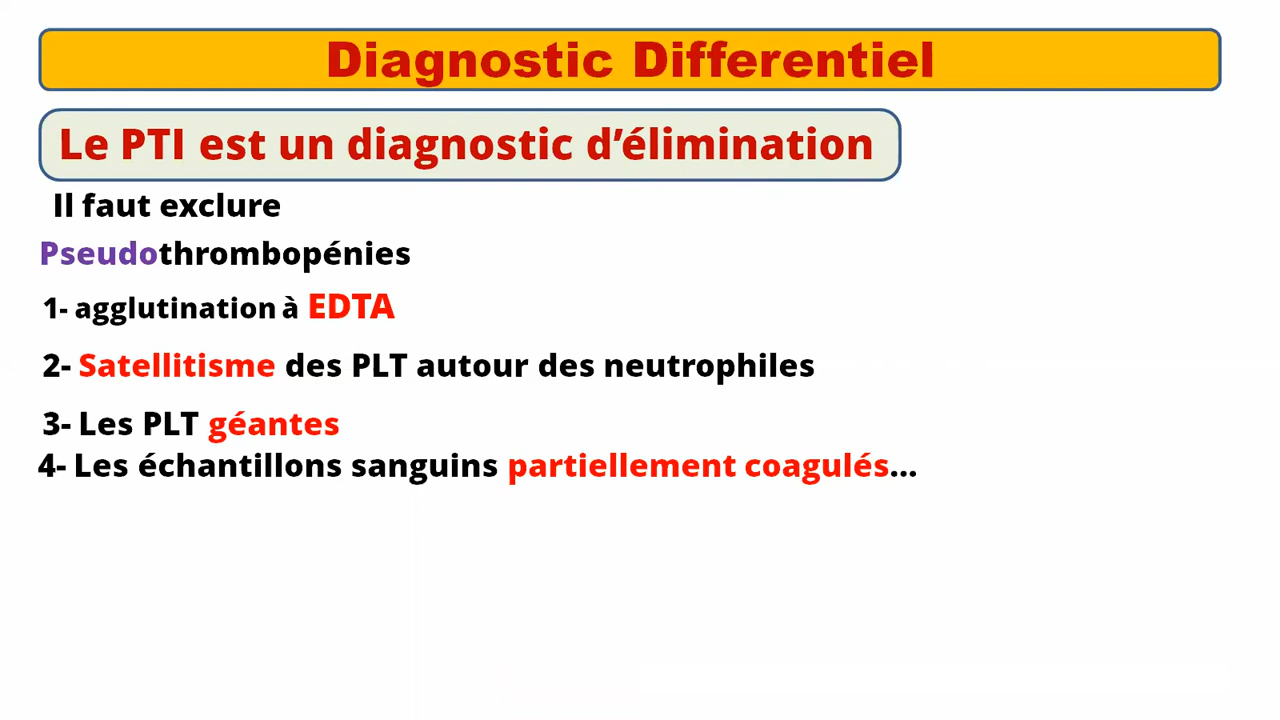 Diagnostic Differentiel
Le PTI est un diagnostic d’élimination
Il faut exclure
Pseudothrombopénies
1- agglutination à EDTA
2- Satellitisme des PLT autour des neutrophiles
3- Les PLT géantes
4- Les échantillons sanguins partiellement coagulés...